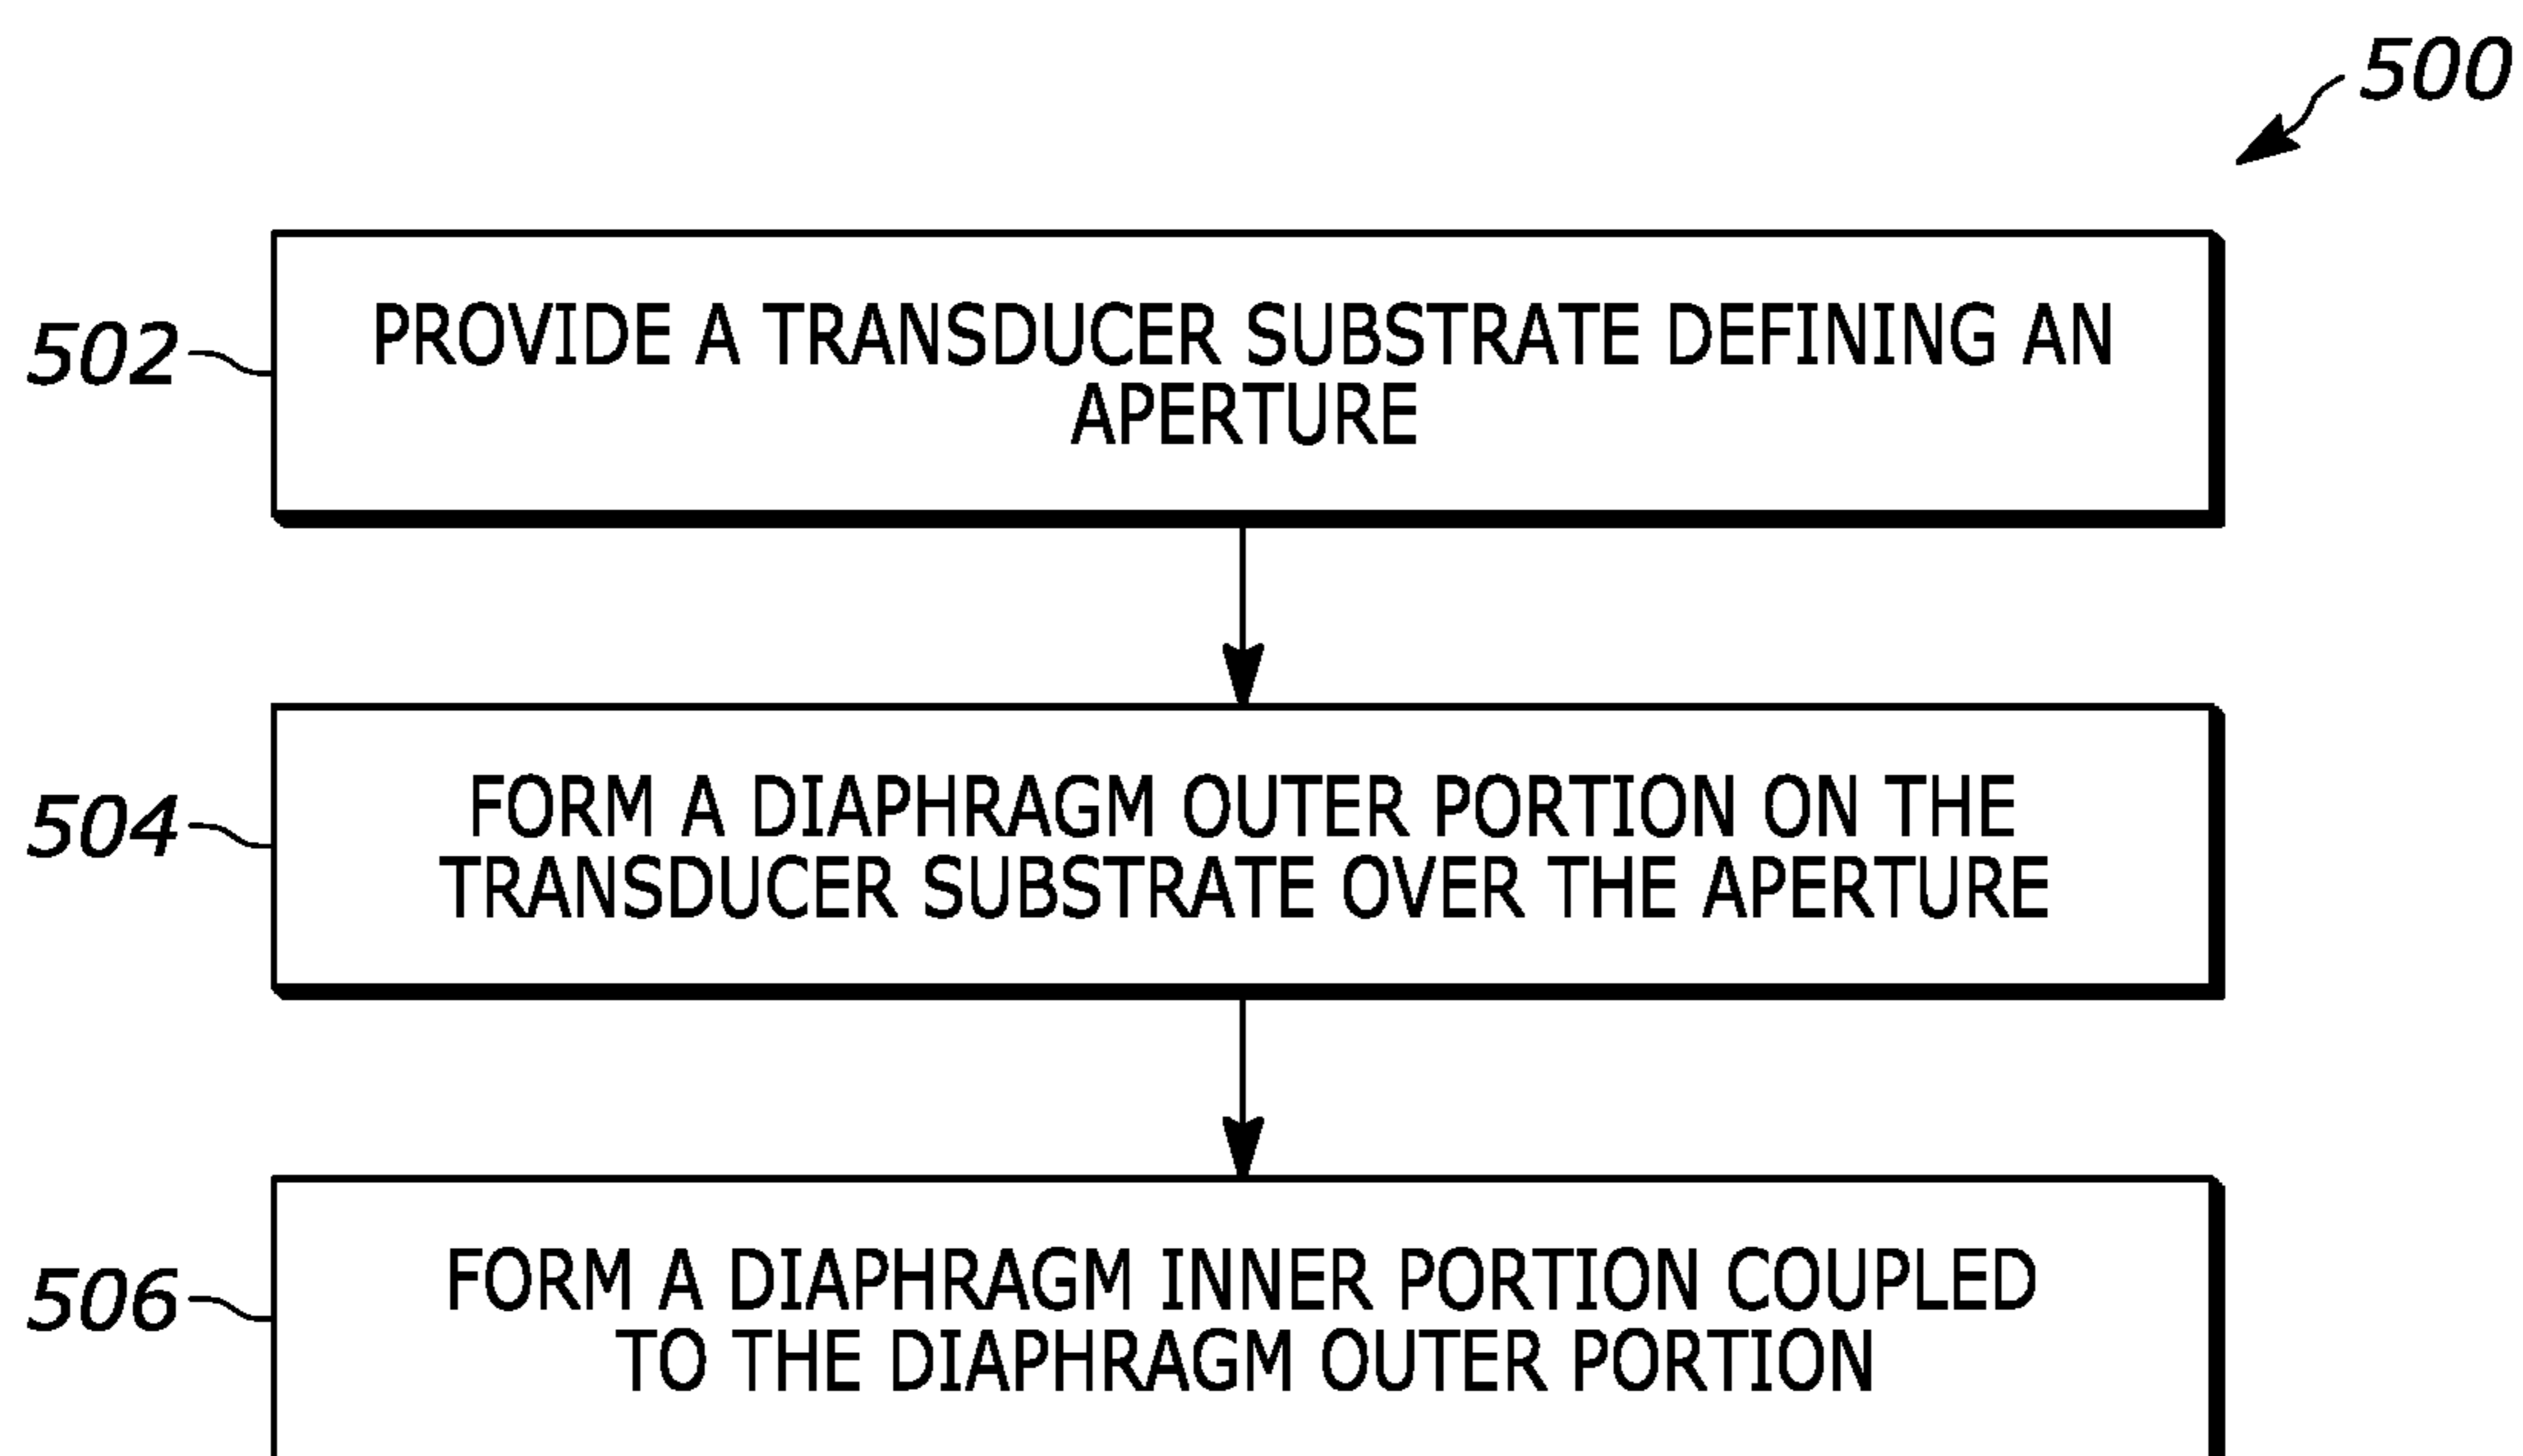 500
502
PROVIDE A TRANSDUCER SUBSTRATE DEFINING AN
APERTURE
504
FORM A DIAPHRAGM OUTER PORTION ON THE
TRANSDUCER SUBSTRATE OVER THE APERTURE
506
FORM A DIAPHRAGM INNER PORTION COUPLED
TO THE DIAPHRAGM OUTER PORTION